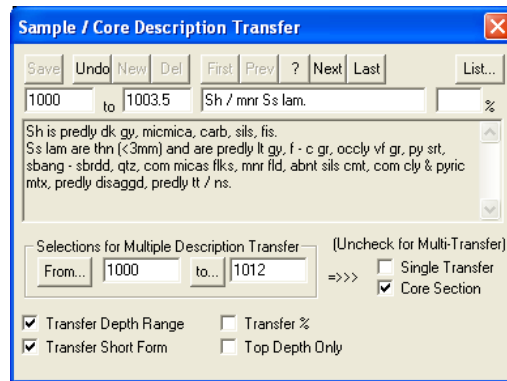 Sample / Core Description Transfer
Save Undo New Del First Prev ? Next Last List...
1000 to 1003.5 Sh / mnr Ss lam. %
Sh is predly dk gy, micmica, carb, sils, fis.
Ss lam are thn (<3mm) and are predly lt gy, f - c gr, occly vf gr, py srt,
sbang - sbrdd, qtz, com micas flks, mnr fld, abnt sils cmt, com cly & pyric
mtx, predly disaggd, predly tt / ns.
Selections for Multiple Description Transfer (Uncheck for Multi-Transfer)
From... 1000 to... 1012 =>>> Single Transfer
Core Section
Transfer Depth Range Transfer %
Transfer Short Form Top Depth Only